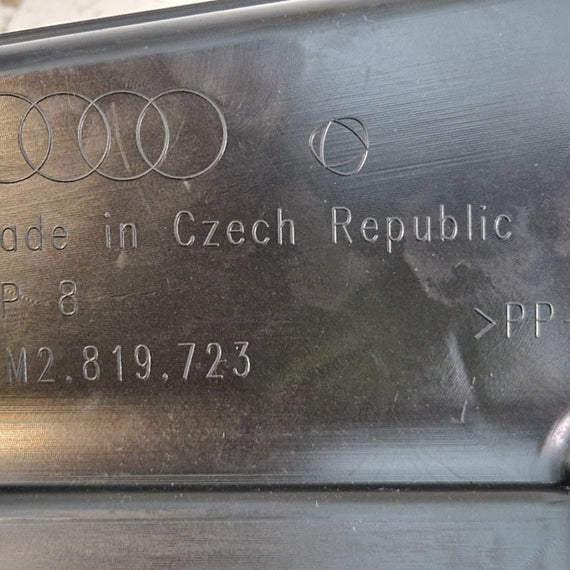 ade in Czech Republic
P 8
>PP
M2.819.723